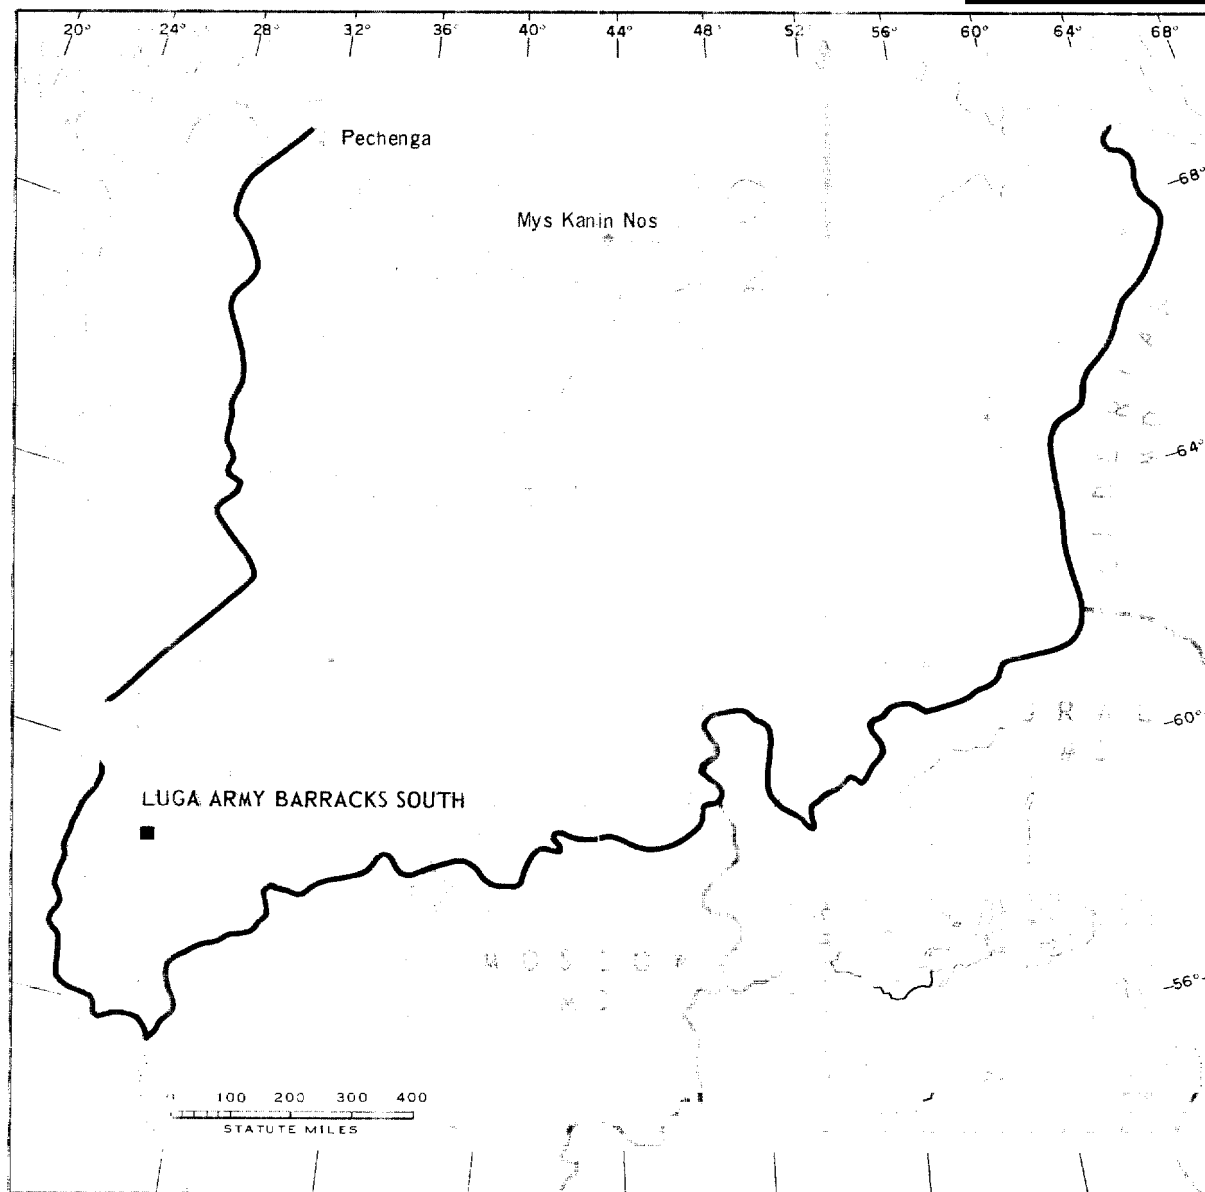 20° 24° 28° 32° 36° 40° 44° 48° 52° 56° 60° 64° 68°
Pechenga
68°
Mys Kanin Nos
64°
60°
LUGA ARMY BARRACKS SOUTH
56°
0 100 200 300 400
STATUTE MILES